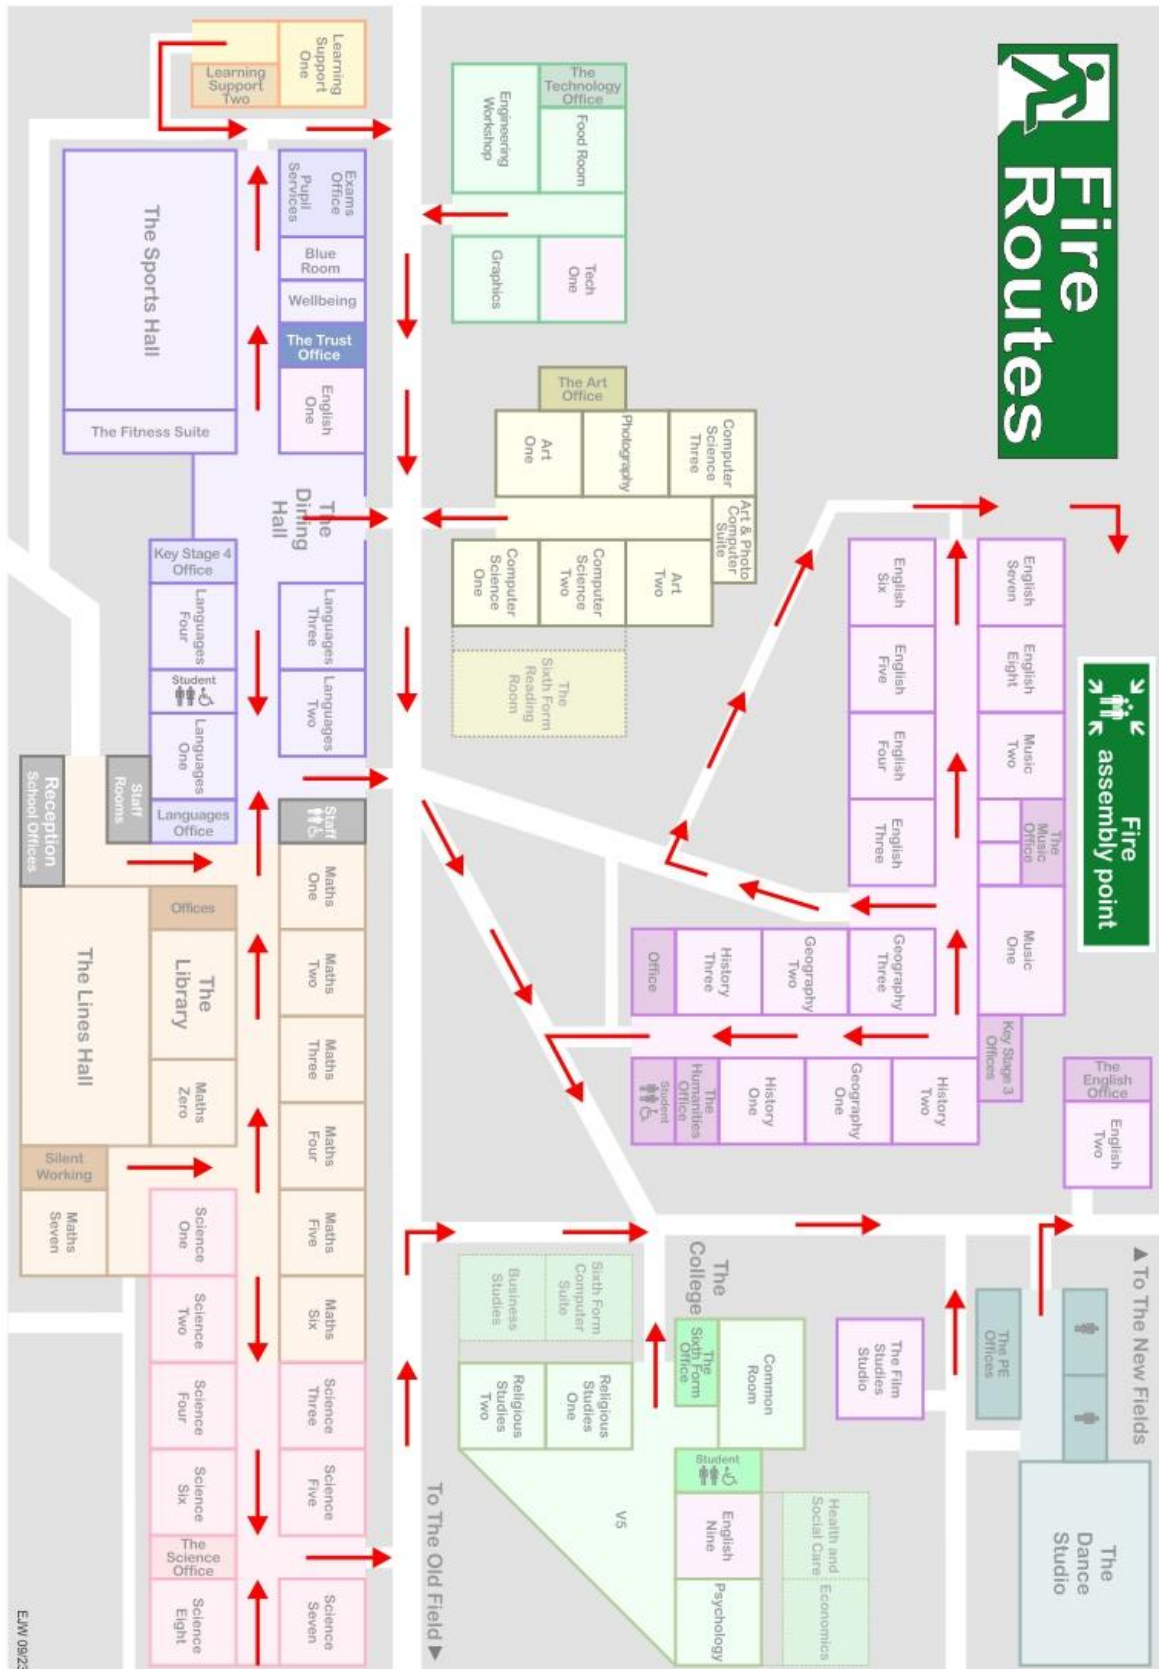 Fire
Routes
Fire
assembly point
Learning
Support
One
Learning
Support
Two
Engineering
Workshop
The
Technology
Office
Food Room
Graphics
Tech
One
The Sports Hall
The Fitness Suite
Exams
Office
Pupil
Services
Blue
Room
Wellbeing
The Trust
Office
English
One
The
Dining
Hall
The Art
Office
Art
One
Photography
Computer
Science
Three
Art & Photo
Computer
Suite
Computer
Science
One
Computer
Science
Two
Art
Two
The
Sixth Form
Reading
Room
Key Stage 4
Office
Languages
Four
Student
Languages
One
Languages
Office
Languages
Three
Languages
Two
Staff
Reception
School Offices
Staff
Rooms
English
Six
English
Five
English
Four
English
Three
English
Seven
English
Eight
Music
Two
The
Music
Office
Music
One
Office
History
Three
Geography
Two
Geography
Three
Key Stage 3
Offices
Student
The
Humanities
Office
History
One
Geography
One
History
Two
The
English
Office
English
Two
The Lines Hall
Offices
The
Library
Maths
Zero
Silent
Working
Maths
Seven
Maths
One
Maths
Two
Maths
Three
Maths
Four
Maths
Five
Maths
Six
Science
One
Science
Two
Science
Four
Science
Six
The
Science
Office
Science
Eight
Science
Three
Science
Five
Science
Seven
Business
Studies
Sixth Form
Computer
Suite
The
College
Religious
Studies
Two
Religious
Studies
One
The
Sixth Form
Office
Common
Room
Student
V5
English
Nine
Psychology
Health and
Social Care
Economics
The Film
Studies
Studio
The PE
Offices
The
Dance
Studio
▲ To The New Fields
To The Old Field ▼
EJW 09/23